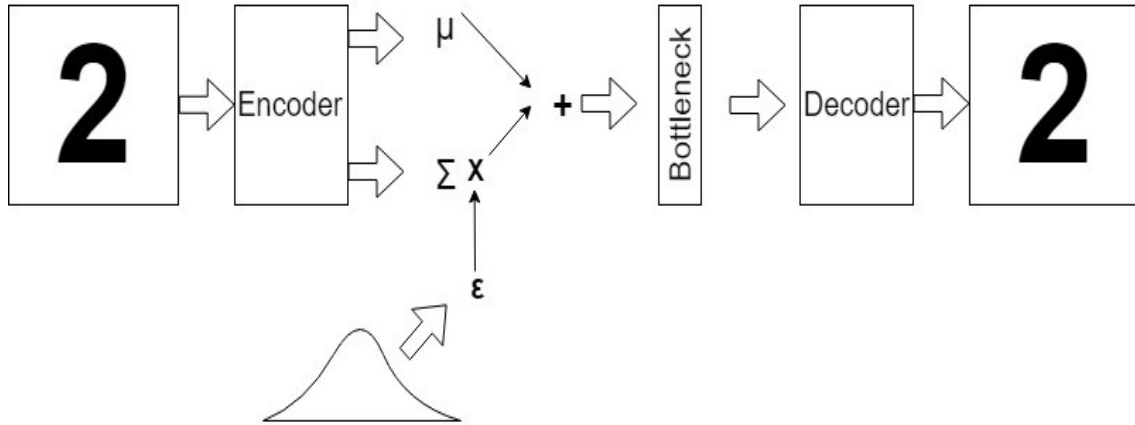 2
Encoder
μ
Σ x
ε
+
Bottleneck
Decoder
2